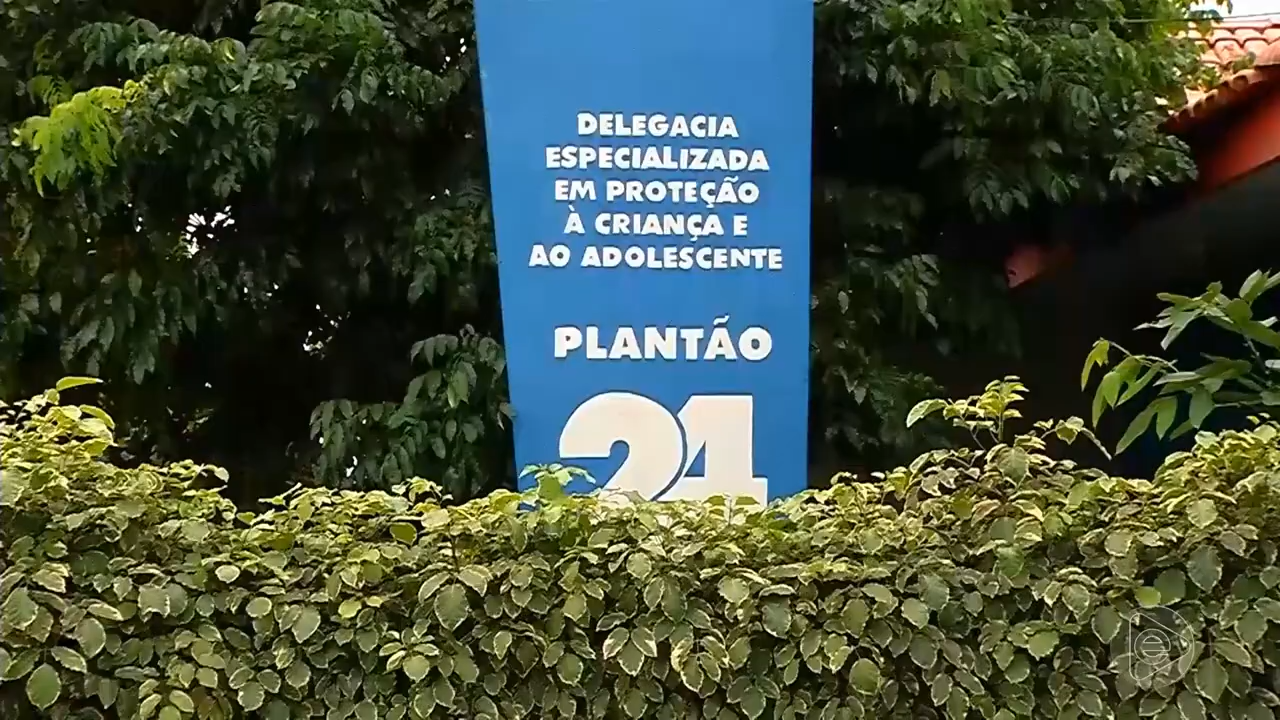 DELEGACIA
ESPECIALIZADA
EM PROTEÇÃO
À CRIANÇA E
AO ADOLESCENTE
PLANTÃO
24
e